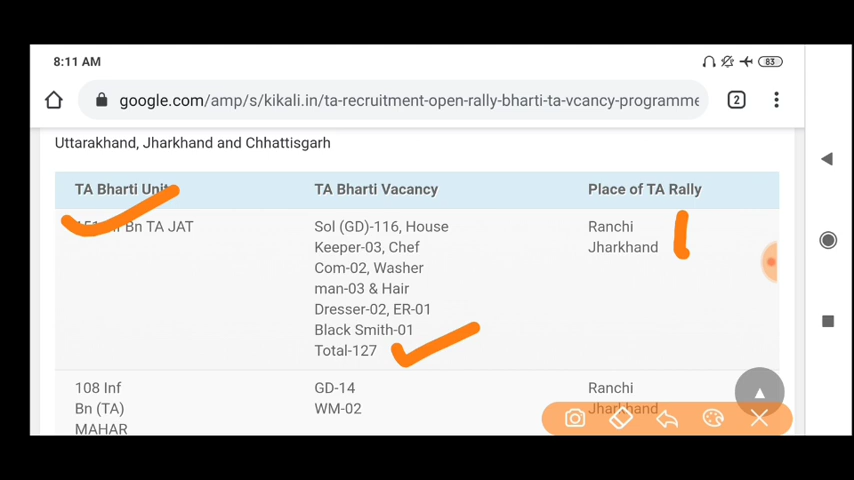 8:11 AM
83
google.com/amp/s/kikali.in/ta-recruitment-open-rally-bharti-ta-vcancy-programme
2
Uttarakhand, Jharkhand and Chhattisgarh
TA Bharti Unit TA Bharti Vacancy Place of TA Rally
Bn TA JAT Sol (GD)-116, House Ranchi
Keeper-03, Chef Jharkhand
Com-02, Washer
man-03 & Hair
Dresser-02, ER-01
Black Smith-01
Total-127
108 Inf GD-14 Ranchi
Bn (TA) WM-02 Jharkhand
MAHAR